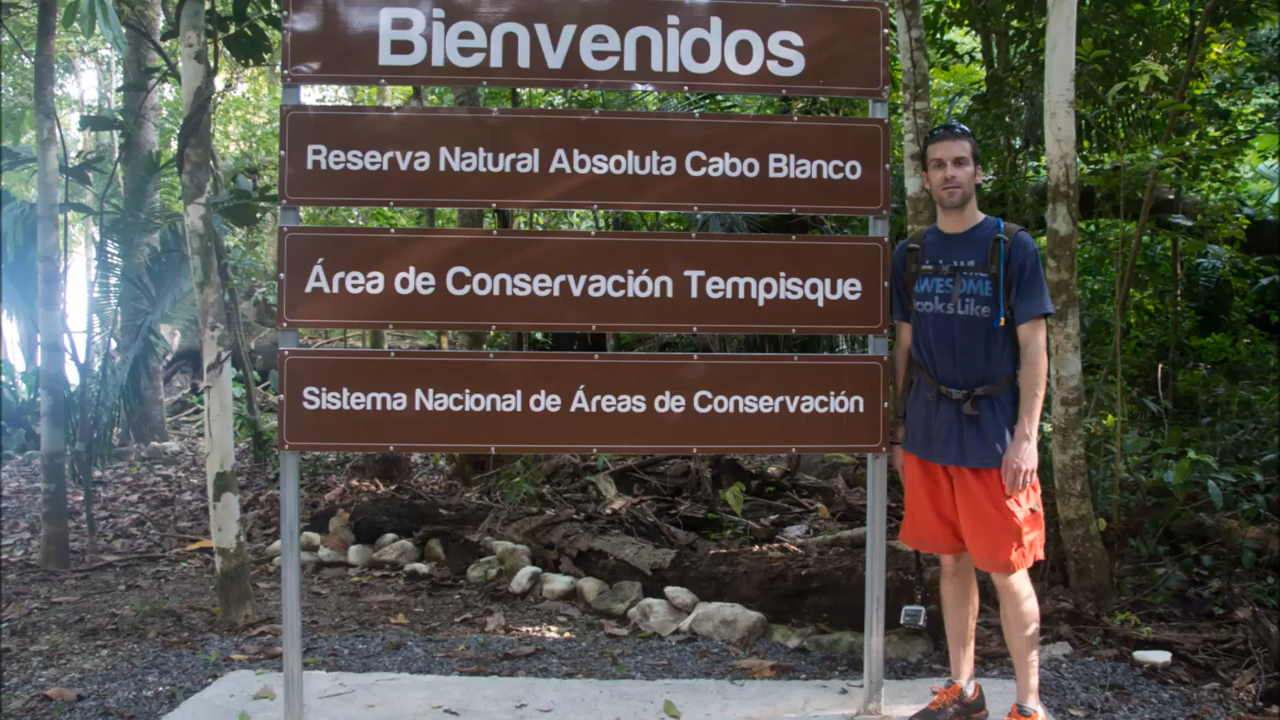 Bienvenidos
Reserva Natural Absoluta Cabo Blanco
Área de Conservación Tempisque
Sistema Nacional de Áreas de Conservación
AWESOME
Looks Like